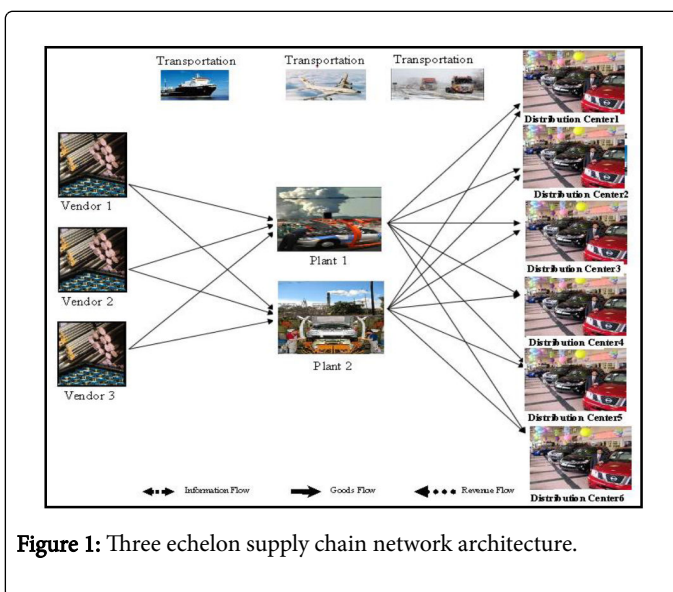 Transportation Transportation Transportation
Distribution Center1
Vendor 1
Distribution Center2
Plant 1
Distribution Center3
Vendor 2
Distribution Center4
Plant 2
Vendor 3
Distribution Center5
Information Flow Goods Flow Revenue Flow
Distribution Center6
Figure 1: Three echelon supply chain network architecture.